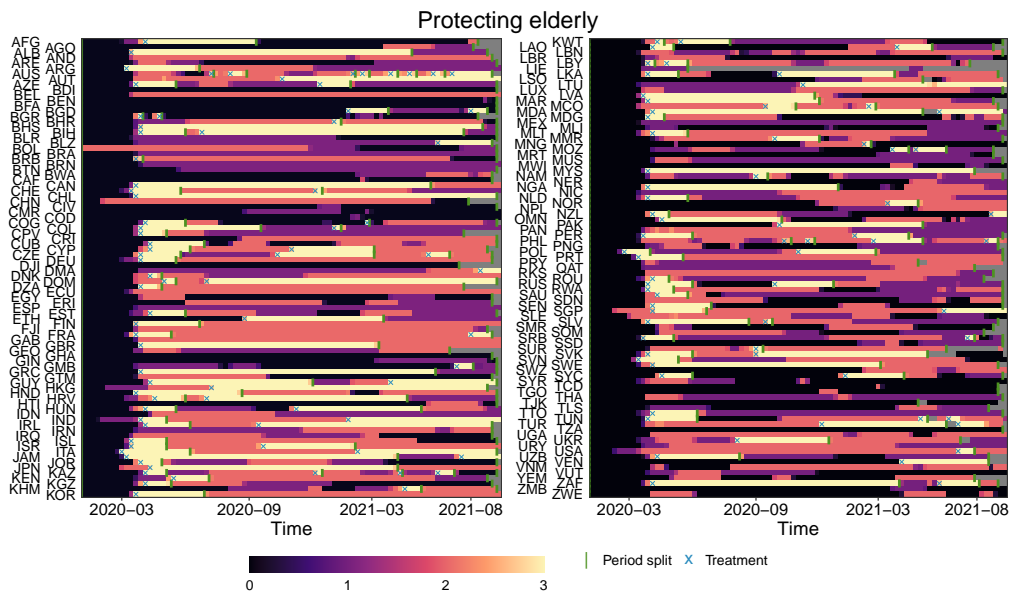 Protecting elderly
AFG
AGO
ALB
AND
ARE
ARG
AUS
AUT
AZE
BDI
BEL
BEN
BFA
BGD
BGR
BHR
BHS
BIH
BLR
BLZ
BOL
BRA
BRB
BRN
BTN
BWA
CAF
CAN
CHE
CHL
CHN
CIV
CMR
COD
COG
COL
CPV
CRI
CUB
CYP
CZE
DEU
DJI
DMA
DNK
DOM
DZA
ECU
EGY
ERI
ESP
EST
ETH
FIN
FJI
FRA
GAB
GBR
GEO
GHA
GIN
GMB
GRC
GTM
GUY
HKG
HND
HRV
HTI
HUN
IDN
IND
IRL
IRN
IRQ
ISL
ISR
ITA
JAM
JOR
JPN
KAZ
KEN
KGZ
KHM
KOR
2020−03 2020−09 2021−03 2021−08
Time
KWT
LAO
LBN
LBR
LBY
LIE
LKA
LSO
LTU
LUX
LVA
MAR
MCO
MDA
MDG
MEX
MLI
MLT
MMR
MNG
MOZ
MRT
MUS
MWI
MYS
NAM
NER
NGA
NIC
NLD
NOR
NPL
NZL
OMN
PAK
PAN
PER
PHL
PNG
POL
PRT
PRY
QAT
RKS
ROU
RUS
RWA
SAU
SDN
SEN
SGP
SLE
SLV
SMR
SOM
SRB
SSD
SUR
SVK
SVN
SWE
SWZ
SYC
SYR
TCD
TGO
THA
TJK
TLS
TTO
TUN
TUR
TZA
UGA
UKR
URY
USA
UZB
VEN
VNM
VUT
YEM
ZAF
ZMB
ZWE
2020−03 2020−09 2021−03 2021−08
Time
0 1 2 3
Period split
Treatment